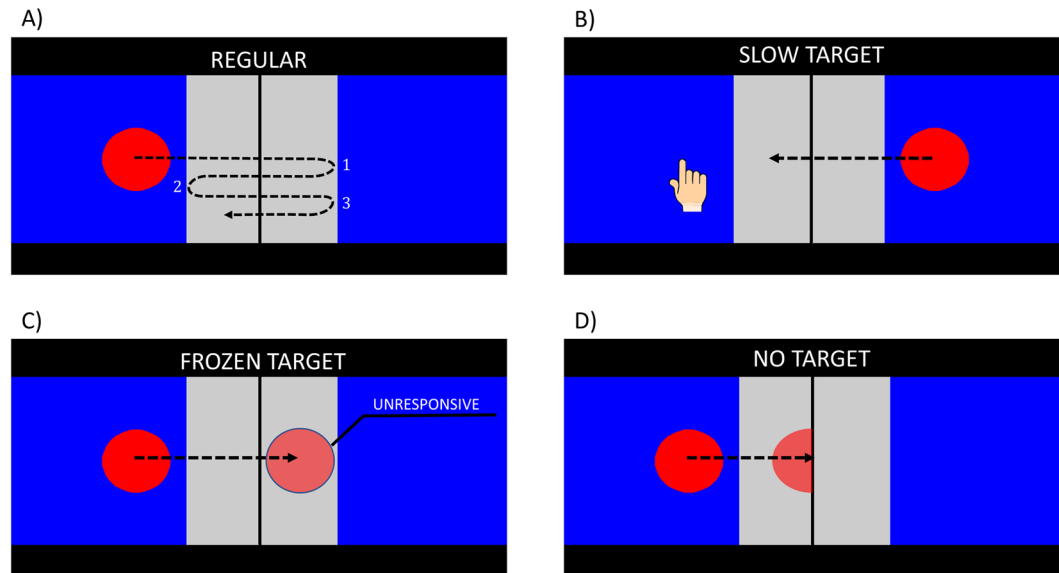 A)
REGULAR
1
2
3
B)
SLOW TARGET
C)
FROZEN TARGET
UNRESPONSIVE
D)
NO TARGET